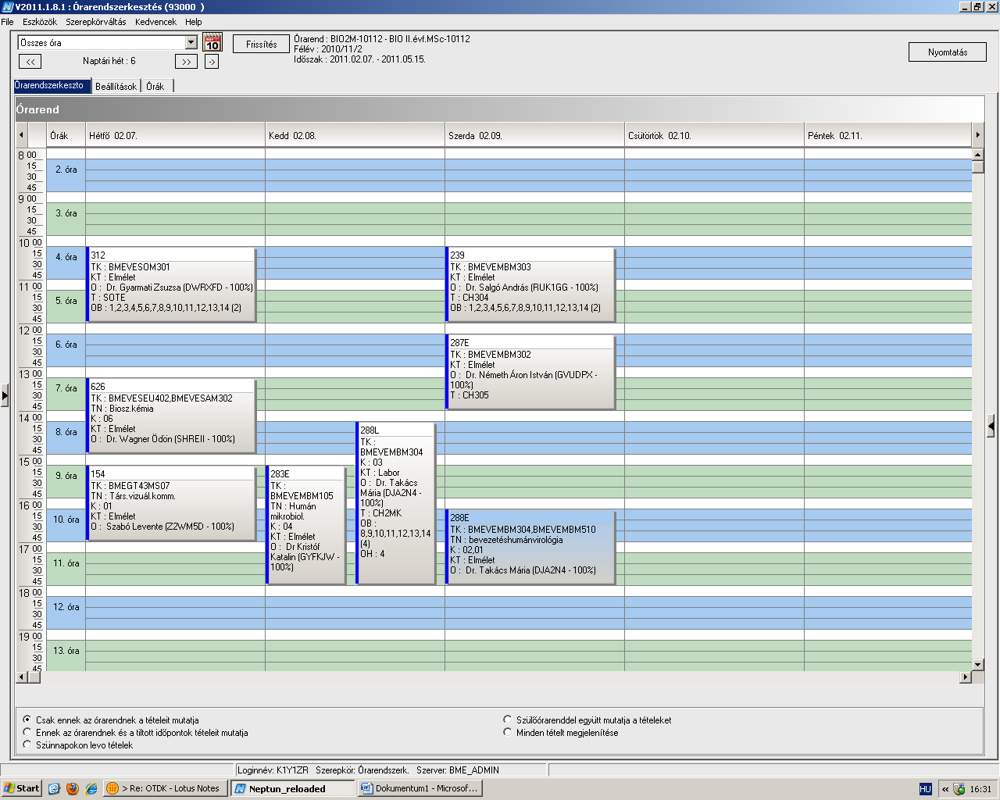 V2011.1.8.1 : Órarendszerkesztés (93000 )
File Eszközök Szerepkörváltás Kedvencek Help
Összes óra
10
Frissítés
Órarend : BIO2M-10112 - BIO II.évf.MSc-10112
Félév : 2010/11/2
Időszak : 2011.02.07. - 2011.05.15.
Nyomtatás
<< Naptári hét : 6 >> ->
Órarendszerkeszto Beállítások Órák
Órarend
Órák Hétfő 02.07. Kedd 02.08. Szerda 02.09. Csütörtök 02.10. Péntek 02.11.
8 00
15
30
45
2. óra
9 00
15
30
45
3. óra
10 00
15
30
45
4. óra
11 00
15
30
45
5. óra
12 00
15
30
45
6. óra
13 00
15
30
45
7. óra
14 00
15
30
45
8. óra
15 00
15
30
45
9. óra
16 00
15
30
45
10. óra
17 00
15
30
45
11. óra
18 00
15
30
45
12. óra
19 00
15
30
45
13. óra
312
TK : BMEVESOM301
KT : Elmélet
O : Dr. Gyarmati Zsuzsa (DWRXFD - 100%)
T : SOTE
OB : 1,2,3,4,5,6,7,8,9,10,11,12,13,14 (2)
626
TK : BMEVESEU402,BMEVESAM302
TN : Biosz.kémia
K : 06
KT : Elmélet
O : Dr. Wagner Ödön (SHREII - 100%)
154
TK : BMEGT43MS07
TN : Társ.vizuál.komm.
K : 01
KT : Elmélet
O : Szabó Levente (Z2WM5D - 100%)
283E
TK :
BMEVEMBM105
TN : Humán
mikrobiol.
K : 04
KT : Elmélet
O : Dr Kristóf
Katalin (GYFKJW -
100%)
288L
TK :
BMEVEMBM304
K : 03
KT : Labor
O : Dr. Takács
Mária (DJA2N4 -
100%)
T : CH2MK
OB :
8,9,10,11,12,13,14
(4)
OH : 4
239
TK : BMEVEMBM303
KT : Elmélet
O : Dr. Salgó András (RUK1GG - 100%)
T : CH304
OB : 1,2,3,4,5,6,7,8,9,10,11,12,13,14 (2)
287E
TK : BMEVEMBM302
KT : Elmélet
O : Dr. Németh Áron István (GVUDPX -
100%)
T : CH305
288E
TK : BMEVEMBM304,BMEVEMBM510
TN : bevezetéshumánvirológia
K : 02,01
KT : Elmélet
O : Dr. Takács Mária (DJA2N4 - 100%)
Csak ennek az órarendnek a tételeit mutatja
Ennek az órarendnek és a tiltott időpontok tételeit mutatja
Szünnapokon levo tételek
Szülőórarenddel együtt mutatja a tételeket
Minden tételt megjelenítése
Loginnév: K1Y1ZR Szerepkör: Órarendszerk. Szerver: BME_ADMIN
Start > Re: OTDK - Lotus Notes Neptun_reloaded Dokumentum1 - Microsof... HU « 16:31